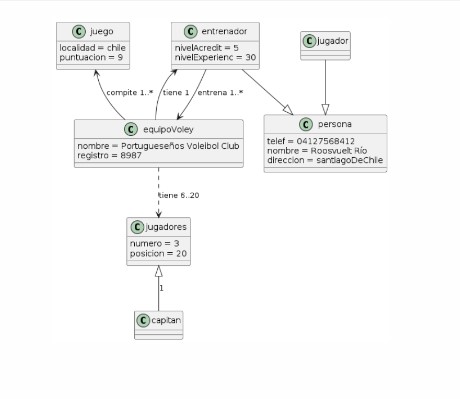 C juego
localidad = chile
puntuacion = 9
C entrenador
nivelAcredit = 5
nivelExperienc = 30
C jugador
compite 1..*
tiene 1
entrena 1..*
C equipoVoley
nombre = Portugueseños Voleibol Club
registro = 8987
C persona
telef = 04127568412
nombre = Roosvuelt Río
direccion = santiagoDeChile
tiene 6..20
C jugadores
numero = 3
posicion = 20
1
C capitan